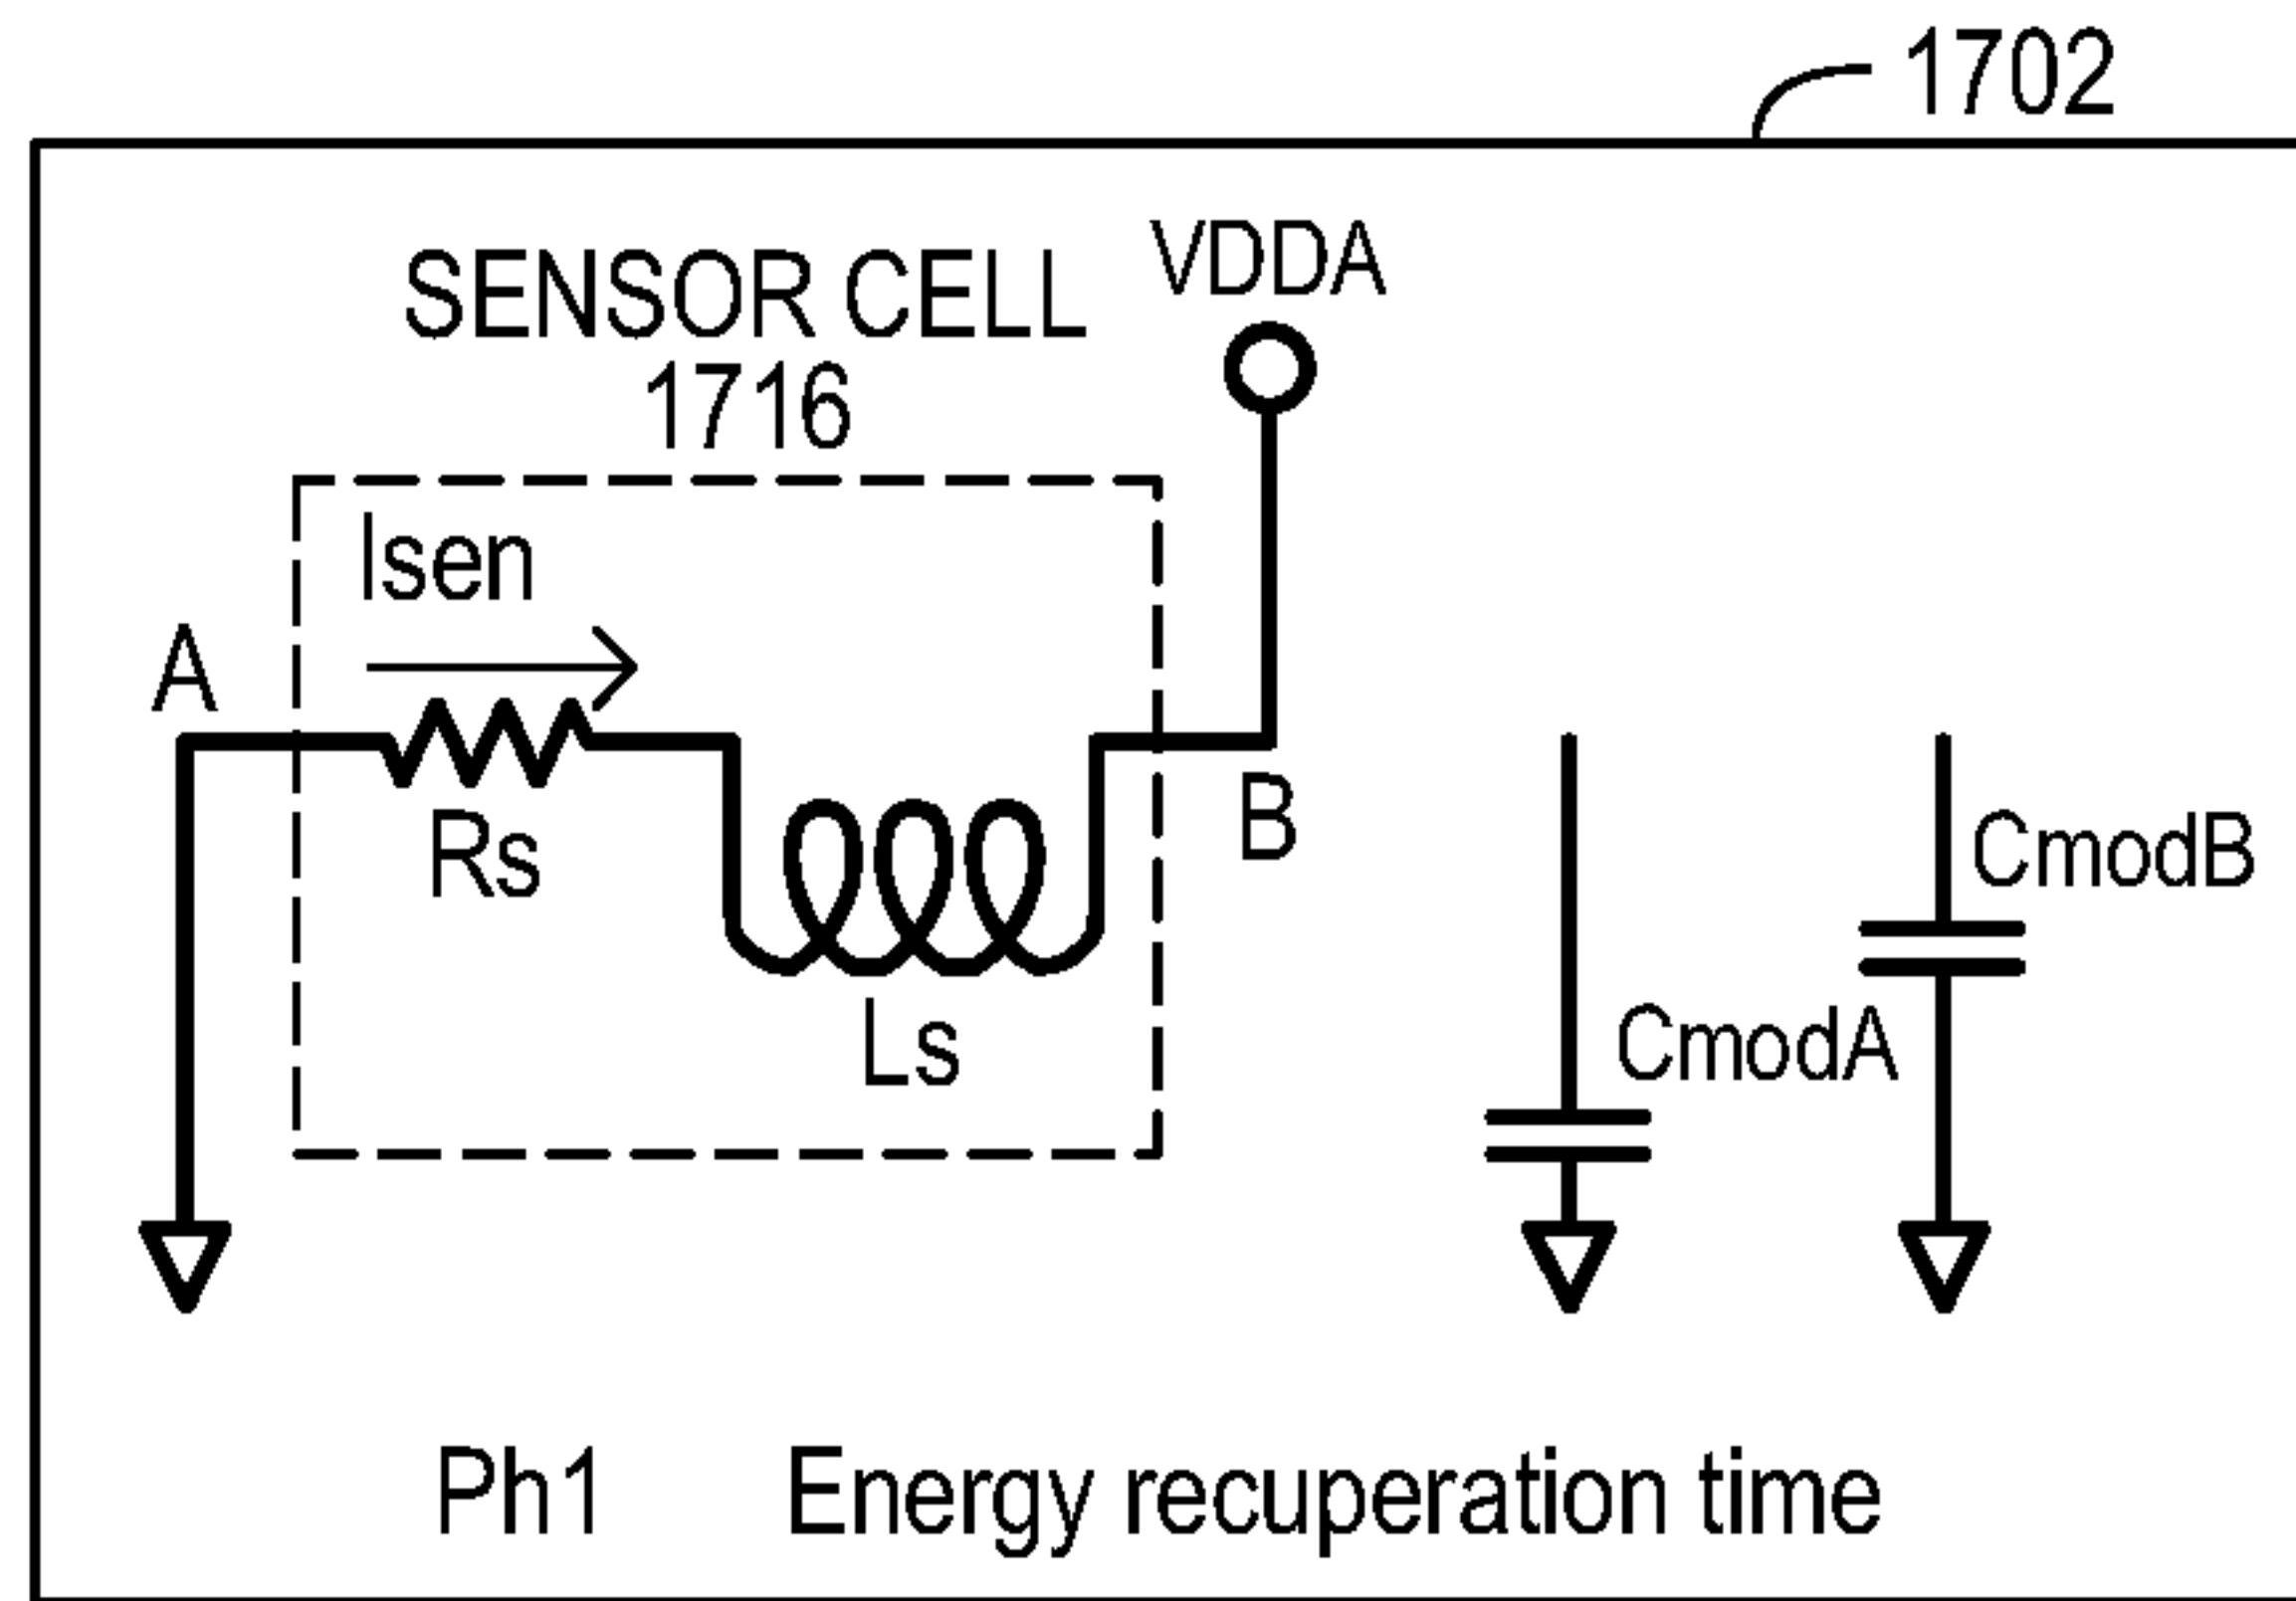 1702
SENSOR CELL
1716
VDDA
Isen
A
Rs
Ls
B
CmodA
CmodB
Ph1 Energy recuperation time